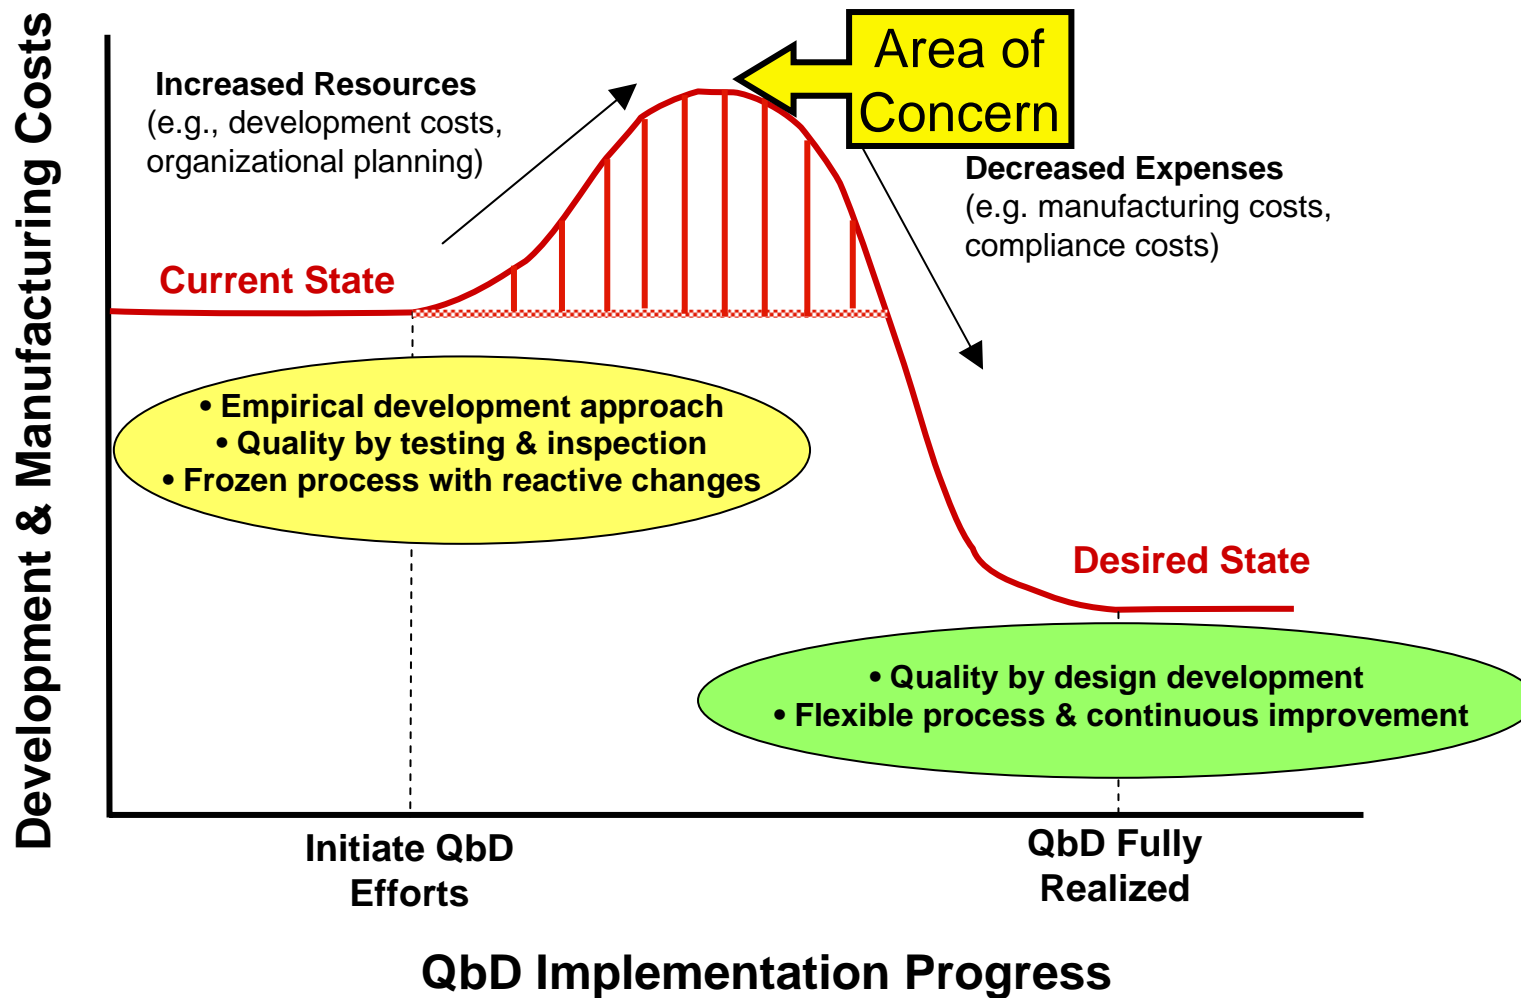 Development & Manufacturing Costs
Area of
Concern
Increased Resources
(e.g., development costs,
organizational planning)
Decreased Expenses
(e.g. manufacturing costs,
compliance costs)
Current State
• Empirical development approach
• Quality by testing & inspection
• Frozen process with reactive changes
Desired State
• Quality by design development
• Flexible process & continuous improvement
Initiate QbD
Efforts
QbD Fully
Realized
QbD Implementation Progress